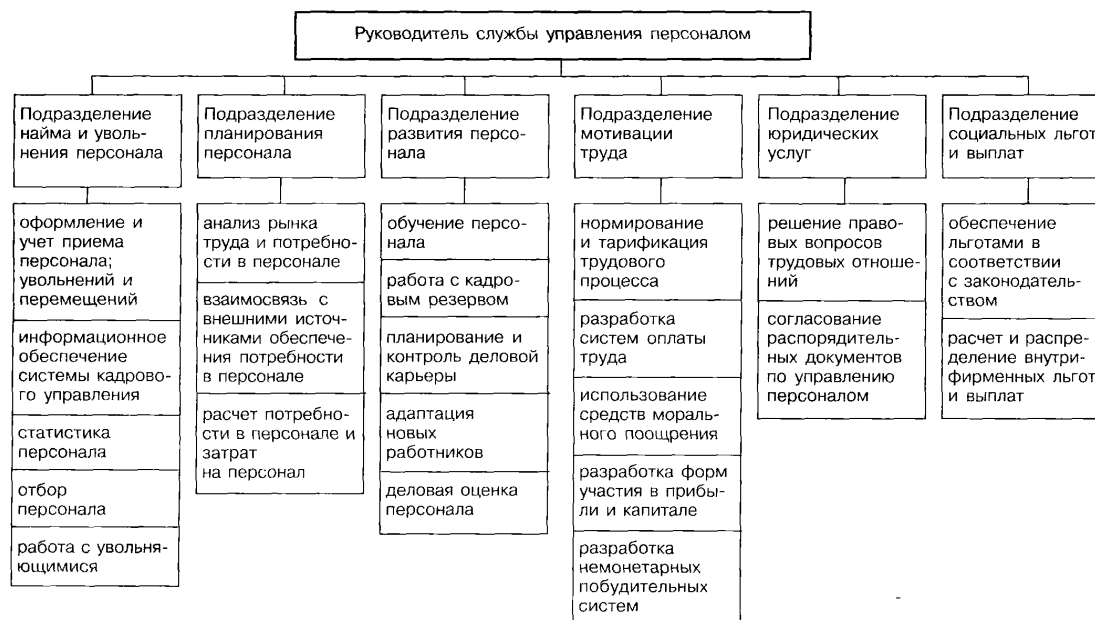 Руководитель службы управления персоналом
Подразделение
найма и уволь-
нения персонала
Подразделение
планирования
персонала
Подразделение
развития персо-
нала
Подразделение
мотивации
труда
Подразделение
юридических
услуг
Подразделение
социальных льгот
и выплат
оформление и
учет приема
персонала;
увольнений и
перемещений
информационное
обеспечение
системы кадрово-
го управления
статистика
персонала
отбор
персонала
работа с увольня-
ющимися
анализ рынка
труда и потребно-
сти в персонале
взаимосвязь с
внешними источ-
никами обеспече-
ния потребности
в персонале
расчет потребно-
сти в персонале и
затрат
на персонал
обучение персо-
нала
работа с кадро-
вым резервом
планирование и
контроль деловой
карьеры
адаптация
новых
работников
деловая оценка
персонала
нормирование
и тарификация
трудового
процесса
разработка
систем оплаты
труда
использование
средств мораль-
ного поощрения
разработка форм
участия в прибы-
ли и капитале
разработка
немонетарных
побудительных
систем
решение право-
вых вопросов
трудовых отноше-
ний
согласование
распорядитель-
ных документов
по управлению
персоналом
обеспечение
льготами в
соответствии
с законодатель-
ством
расчет и распре-
деление внутри-
фирменных льгот
и выплат